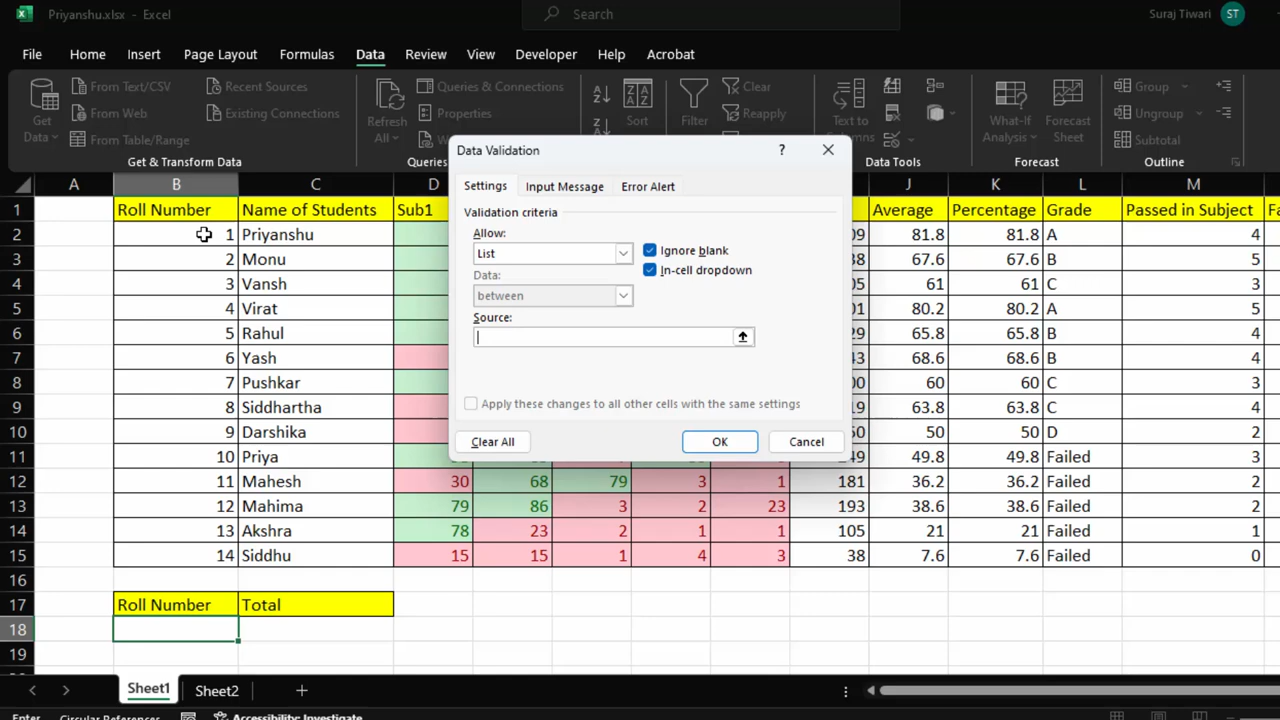 Priyanshu.xlsx - Excel
Search
Suraj Tiwari ST
File Home Insert Page Layout Formulas Data Review View Developer Help Acrobat
Get Data
From Text/CSV
From Web
From Table/Range
Recent Sources
Existing Connections
Get & Transform Data
Refresh All
Queries & Connections
Properties
Sort
Filter
Clear
Reapply
Text to
Data Tools
What-If Analysis
Forecast Sheet
Forecast
Group
Ungroup
Subtotal
Outline
Data Validation ?
Settings Input Message Error Alert
Validation criteria
Allow:
List
Ignore blank
In-cell dropdown
Data:
between
Source:
Apply these changes to all other cells with the same settings
Clear All OK Cancel
A B C D J K L M
1 Roll Number Name of Students Sub1 Average Percentage Grade Passed in Subject
2 1 Priyanshu 09 81.8 81.8 A 4
3 2 Monu 38 67.6 67.6 B 5
4 3 Vansh 05 61 61 C 3
5 4 Virat 01 80.2 80.2 A 5
6 5 Rahul 29 65.8 65.8 B 4
7 6 Yash 43 68.6 68.6 B 4
8 7 Pushkar 00 60 60 C 3
9 8 Siddhartha 19 63.8 63.8 C 4
10 9 Darshika 50 50 50 D 2
11 10 Priya 249 49.8 49.8 Failed 3
12 11 Mahesh 30 68 79 3 1 181 36.2 36.2 Failed 2
13 12 Mahima 79 86 3 2 23 193 38.6 38.6 Failed 2
14 13 Akshra 78 23 2 1 1 105 21 21 Failed 1
15 14 Siddhu 15 15 1 4 3 38 7.6 7.6 Failed 0
16
17 Roll Number Total
18
19
Sheet1 Sheet2
Enter Circular References Accessibility: Investigate